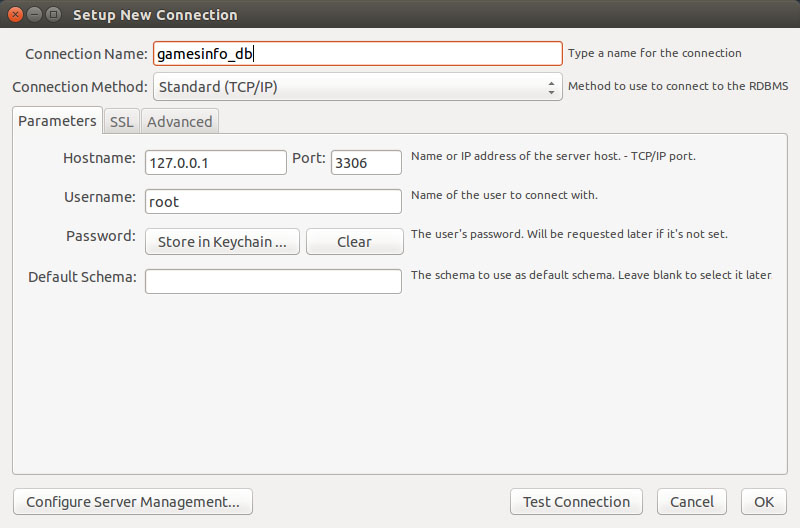 Setup New Connection
Connection Name: gamesinfo_db Type a name for the connection
Connection Method: Standard (TCP/IP) Method to use to connect to the RDBMS
Parameters SSL Advanced
Hostname: 127.0.0.1 Port: 3306 Name or IP address of the server host. - TCP/IP port.
Username: root Name of the user to connect with.
Password: Store in Keychain ... Clear The user's password. Will be requested later if it's not set.
Default Schema: The schema to use as default schema. Leave blank to select it later
Configure Server Management... Test Connection Cancel OK